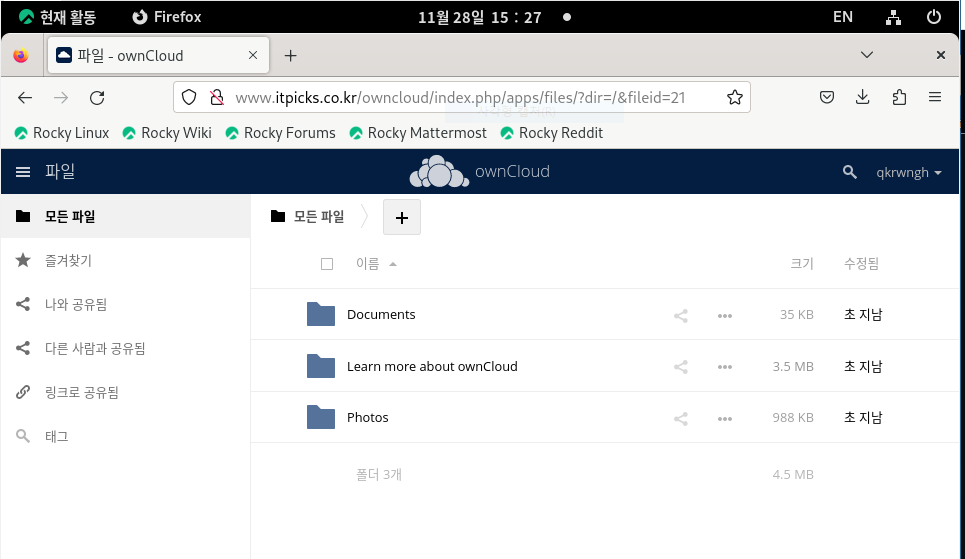 현재 활동 Firefox 11월 28일 15 : 27 EN
파일 - ownCloud
www.itpicks.co.kr/owncloud/index.php/apps/files/?dir=/&fileid=21
Rocky Linux Rocky Wiki Rocky Forums Rocky Mattermost Rocky Reddit
파일 ownCloud qkrwngh
모든 파일
즐겨찾기
나와 공유됨
다른 사람과 공유됨
링크로 공유됨
태그
모든 파일
이름 크기 수정됨
Documents 35 KB 초 지남
Learn more about ownCloud 3.5 MB 초 지남
Photos 988 KB 초 지남
폴더 3개 4.5 MB